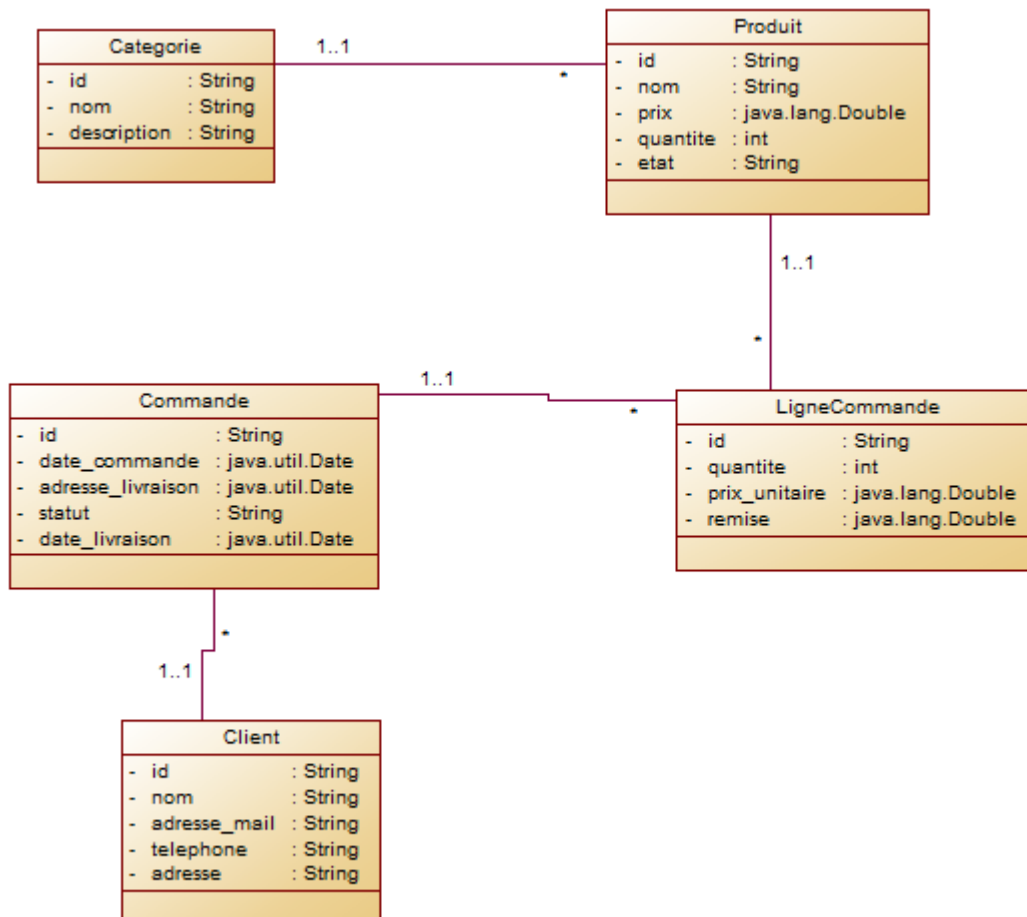 Categorie
- id : String
- nom : String
- description : String
1..1
*
Produit
- id : String
- nom : String
- prix : java.lang.Double
- quantite : int
- etat : String
1..1
*
Commande
- id : String
- date_commande : java.util.Date
- adresse_livraison : java.util.Date
- statut : String
- date_livraison : java.util.Date
1..1
*
LigneCommande
- id : String
- quantite : int
- prix_unitaire : java.lang.Double
- remise : java.lang.Double
*
1..1
Client
- id : String
- nom : String
- adresse_mail : String
- telephone : String
- adresse : String